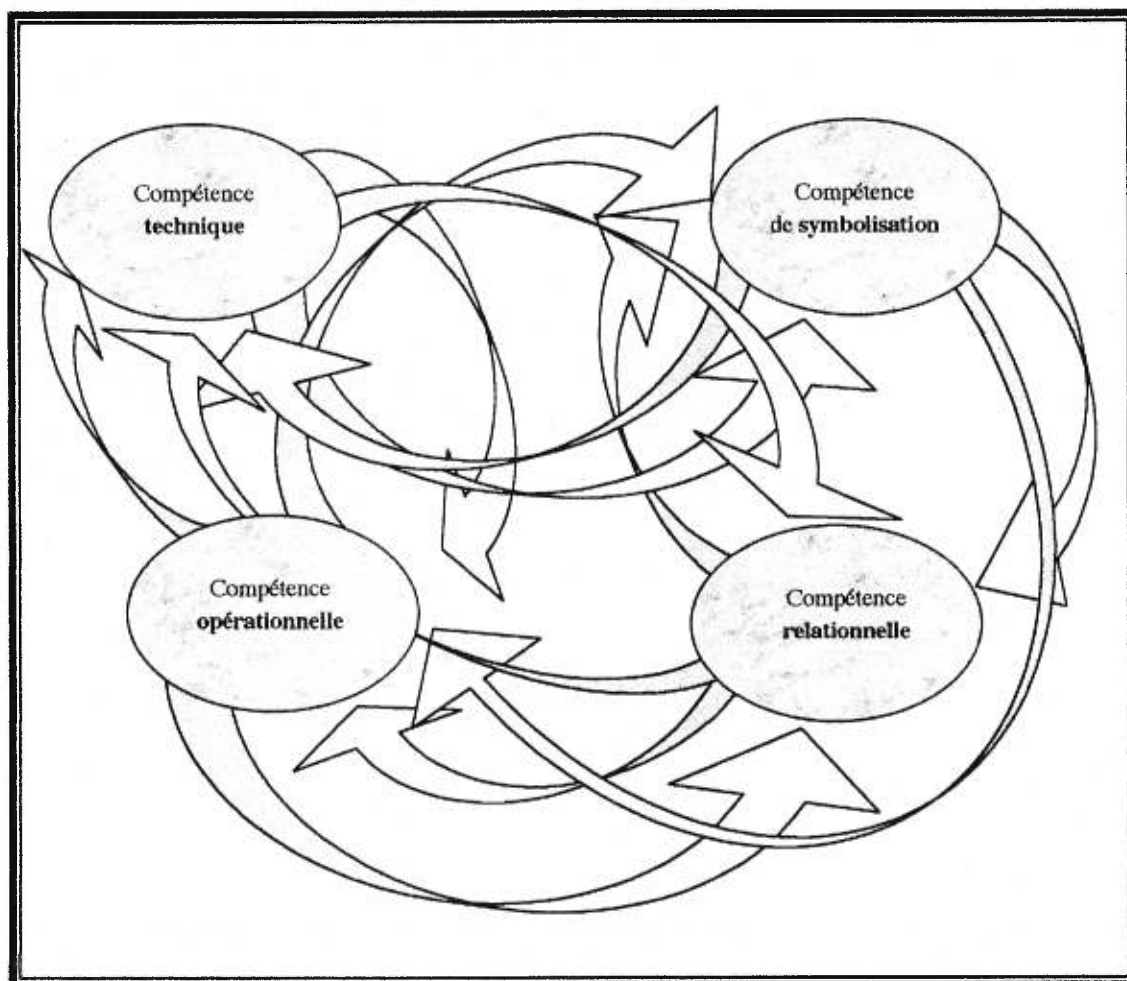 Compétence
technique
Compétence
de symbolisation
Compétence
opérationnelle
Compétence
relationnelle